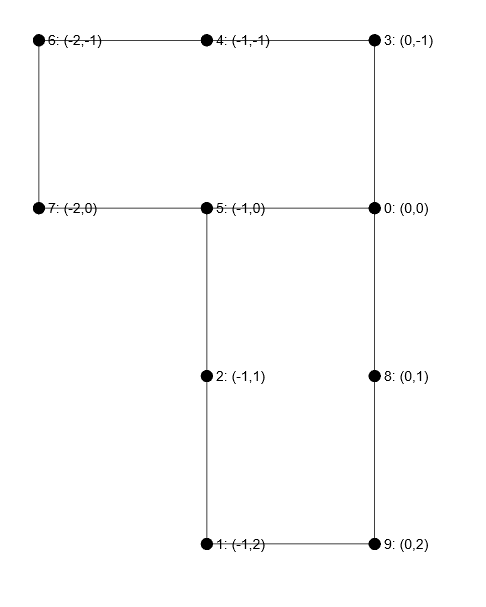 6: (-2,-1) 4: (-1,-1) 3: (0,-1)
7: (-2,0) 5: (-1,0) 0: (0,0)
2: (-1,1) 8: (0,1)
1: (-1,2) 9: (0,2)